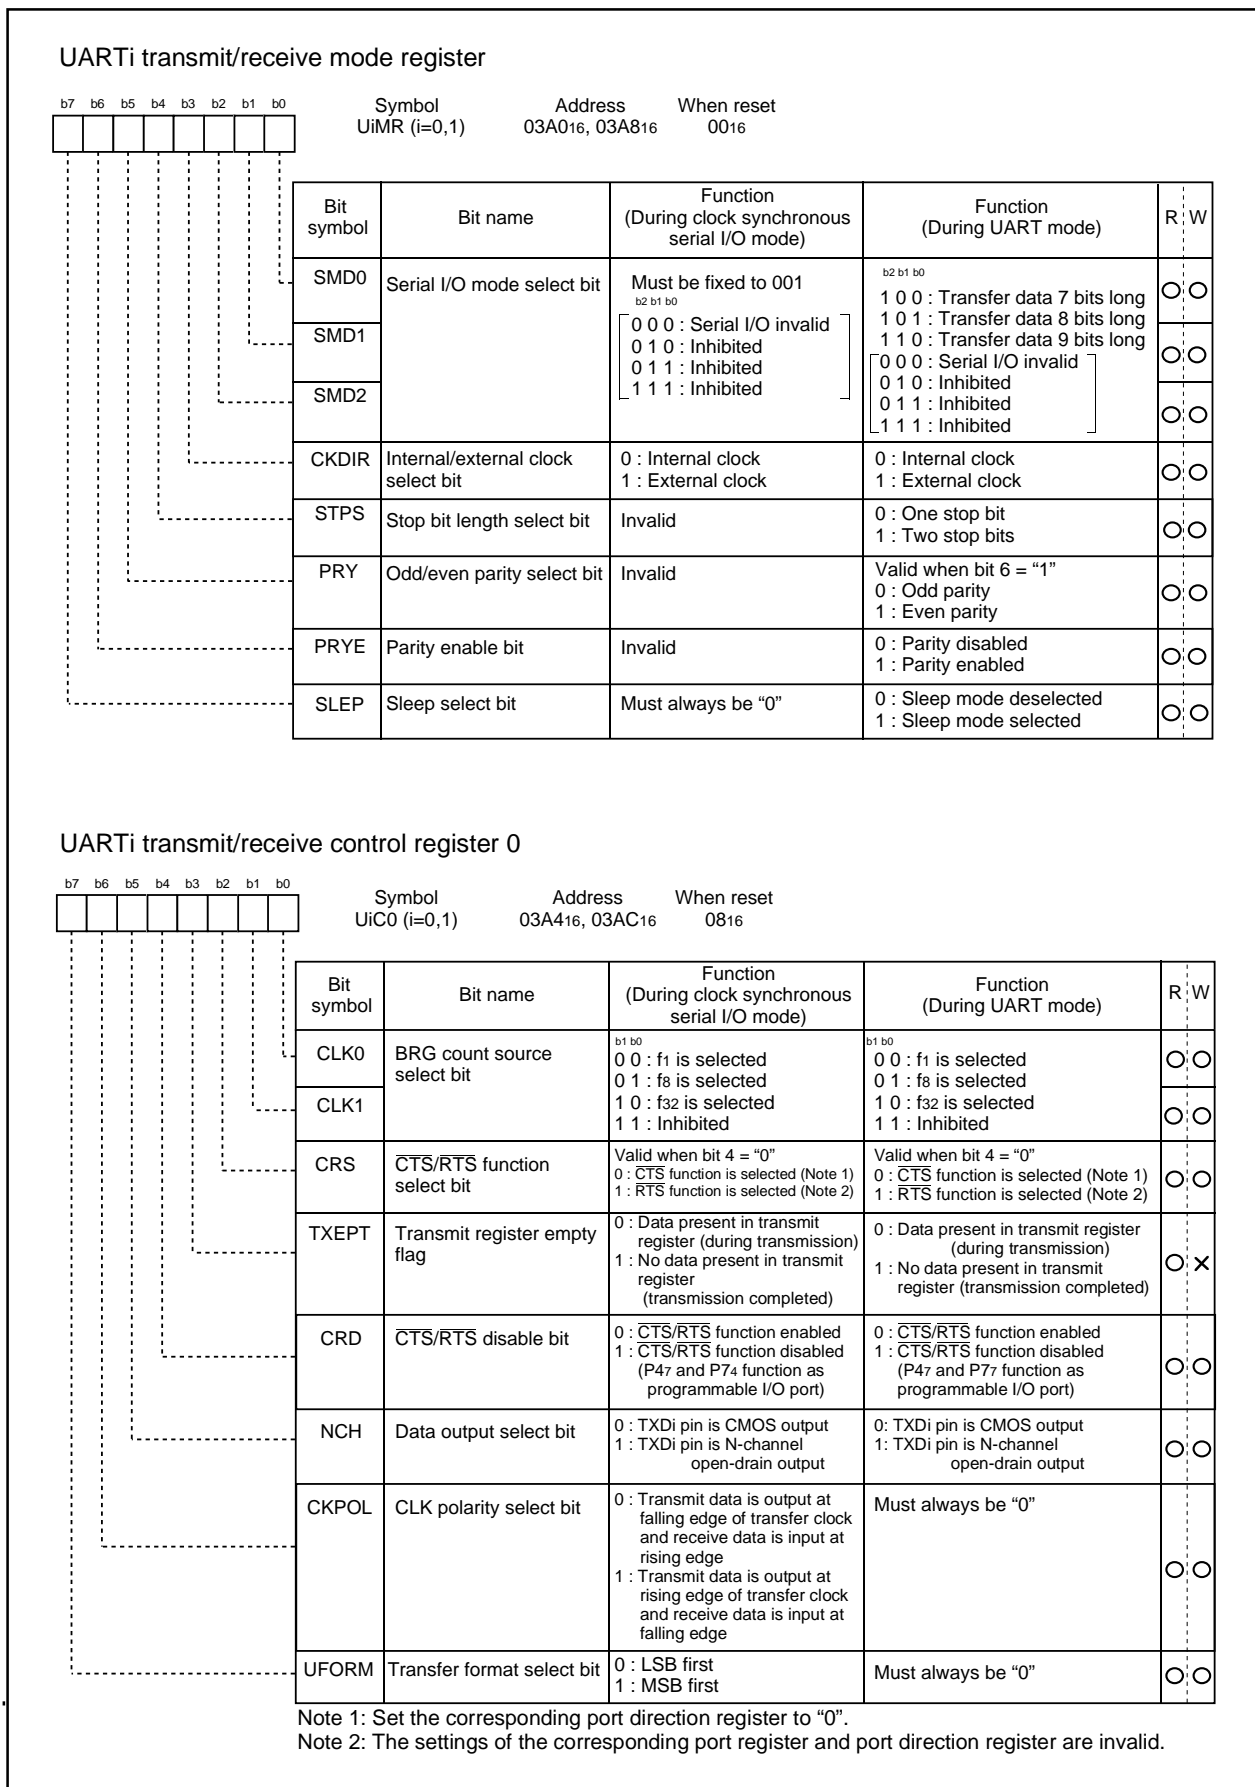 UARTi transmit/receive mode register
b7 b6 b5 b4 b3 b2 b1 b0
Symbol Address When reset
UiMR (i=0,1) 03A016, 03A816 0016
Bit symbol Bit name Function (During clock synchronous serial I/O mode) Function (During UART mode) R W
SMD0 Serial I/O mode select bit
SMD1
SMD2
Must be fixed to 001
b2 b1 b0
0 0 0 : Serial I/O invalid
0 1 0 : Inhibited
0 1 1 : Inhibited
1 1 1 : Inhibited
b2 b1 b0
1 0 0 : Transfer data 7 bits long
1 0 1 : Transfer data 8 bits long
1 1 0 : Transfer data 9 bits long
0 0 0 : Serial I/O invalid
0 1 0 : Inhibited
0 1 1 : Inhibited
1 1 1 : Inhibited
CKDIR Internal/external clock
select bit
0 : Internal clock
1 : External clock
0 : Internal clock
1 : External clock
STPS Stop bit length select bit Invalid
0 : One stop bit
1 : Two stop bits
PRY Odd/even parity select bit Invalid
Valid when bit 6 = “1”
0 : Odd parity
1 : Even parity
PRYE Parity enable bit Invalid
0 : Parity disabled
1 : Parity enabled
SLEP Sleep select bit Must always be “0”
0 : Sleep mode deselected
1 : Sleep mode selected
UARTi transmit/receive control register 0
b7 b6 b5 b4 b3 b2 b1 b0
Symbol Address When reset
UiC0 (i=0,1) 03A416, 03AC16 0816
Bit symbol Bit name Function (During clock synchronous serial I/O mode) Function (During UART mode) R W
CLK0 BRG count source
select bit
CLK1
b1 b0
0 0 : f1 is selected
0 1 : f8 is selected
1 0 : f32 is selected
1 1 : Inhibited
b1 b0
0 0 : f1 is selected
0 1 : f8 is selected
1 0 : f32 is selected
1 1 : Inhibited
CRS CTS/RTS function
select bit
Valid when bit 4 = “0”
0 : CTS function is selected (Note 1)
1 : RTS function is selected (Note 2)
Valid when bit 4 = “0”
0 : CTS function is selected (Note 1)
1 : RTS function is selected (Note 2)
TXEPT Transmit register empty
flag
0 : Data present in transmit
register (during transmission)
1 : No data present in transmit
register
(transmission completed)
0 : Data present in transmit register
(during transmission)
1 : No data present in transmit
register (transmission completed)
CRD CTS/RTS disable bit
0 : CTS/RTS function enabled
1 : CTS/RTS function disabled
(P47 and P74 function as
programmable I/O port)
0 : CTS/RTS function enabled
1 : CTS/RTS function disabled
(P47 and P77 function as
programmable I/O port)
NCH Data output select bit
0 : TXDi pin is CMOS output
1 : TXDi pin is N-channel
open-drain output
0: TXDi pin is CMOS output
1: TXDi pin is N-channel
open-drain output
CKPOL CLK polarity select bit
0 : Transmit data is output at
falling edge of transfer clock
and receive data is input at
rising edge
1 : Transmit data is output at
rising edge of transfer clock
and receive data is input at
falling edge
Must always be “0”
UFORM Transfer format select bit
0 : LSB first
1 : MSB first
Must always be “0”
Note 1: Set the corresponding port direction register to “0”.
Note 2: The settings of the corresponding port register and port direction register are invalid.